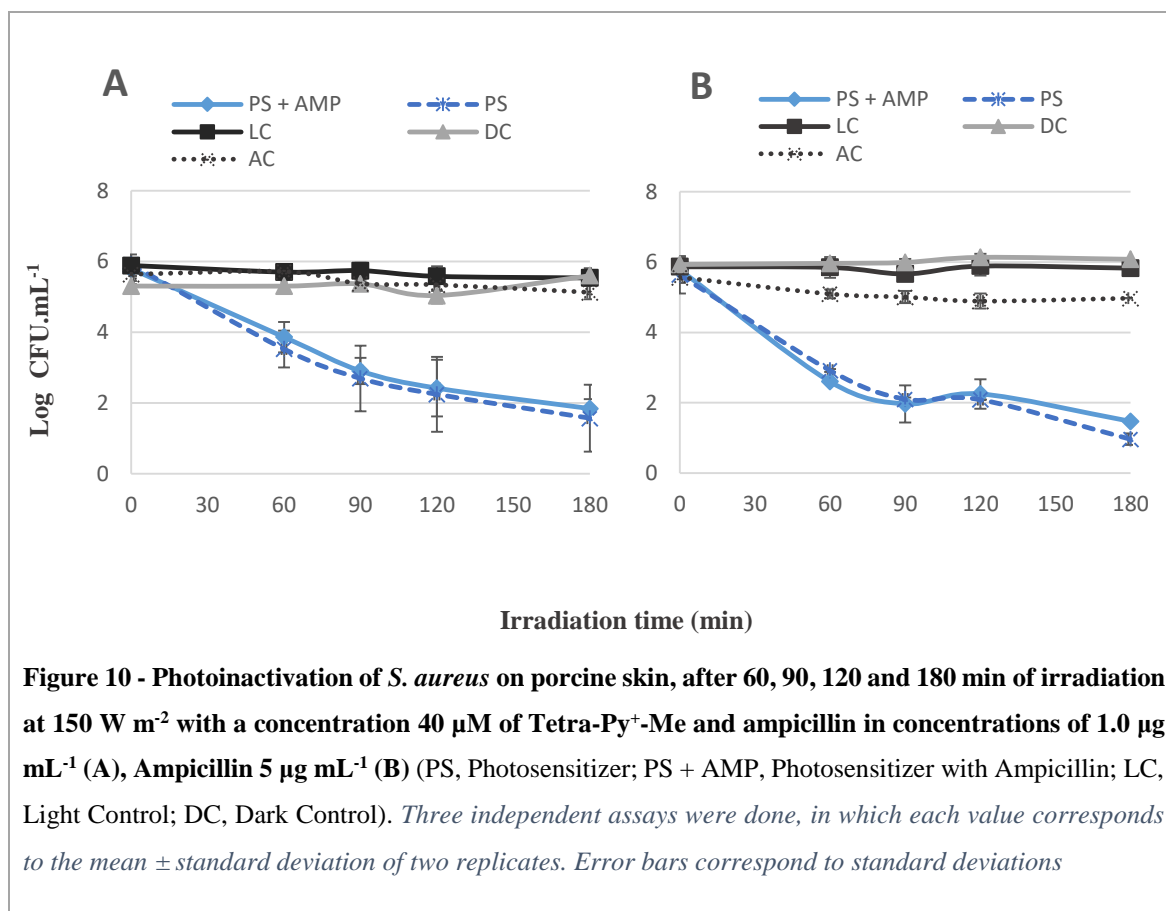 A
PS + AMP
PS
LC
DC
AC
B
PS + AMP
PS
LC
DC
AC
Log CFU.mL-1
8
6
4
2
0
0 30 60 90 120 150 180
8
6
4
2
0
0 30 60 90 120 150 180
Irradiation time (min)
Figure 10 - Photoinactivation of S. aureus on porcine skin, after 60, 90, 120 and 180 min of irradiation
at 150 W m-2 with a concentration 40 µM of Tetra-Py+-Me and ampicillin in concentrations of 1.0 µg
mL-1 (A), Ampicillin 5 µg mL-1 (B) (PS, Photosensitizer; PS + AMP, Photosensitizer with Ampicillin; LC,
Light Control; DC, Dark Control). Three independent assays were done, in which each value corresponds
to the mean ± standard deviation of two replicates. Error bars correspond to standard deviations